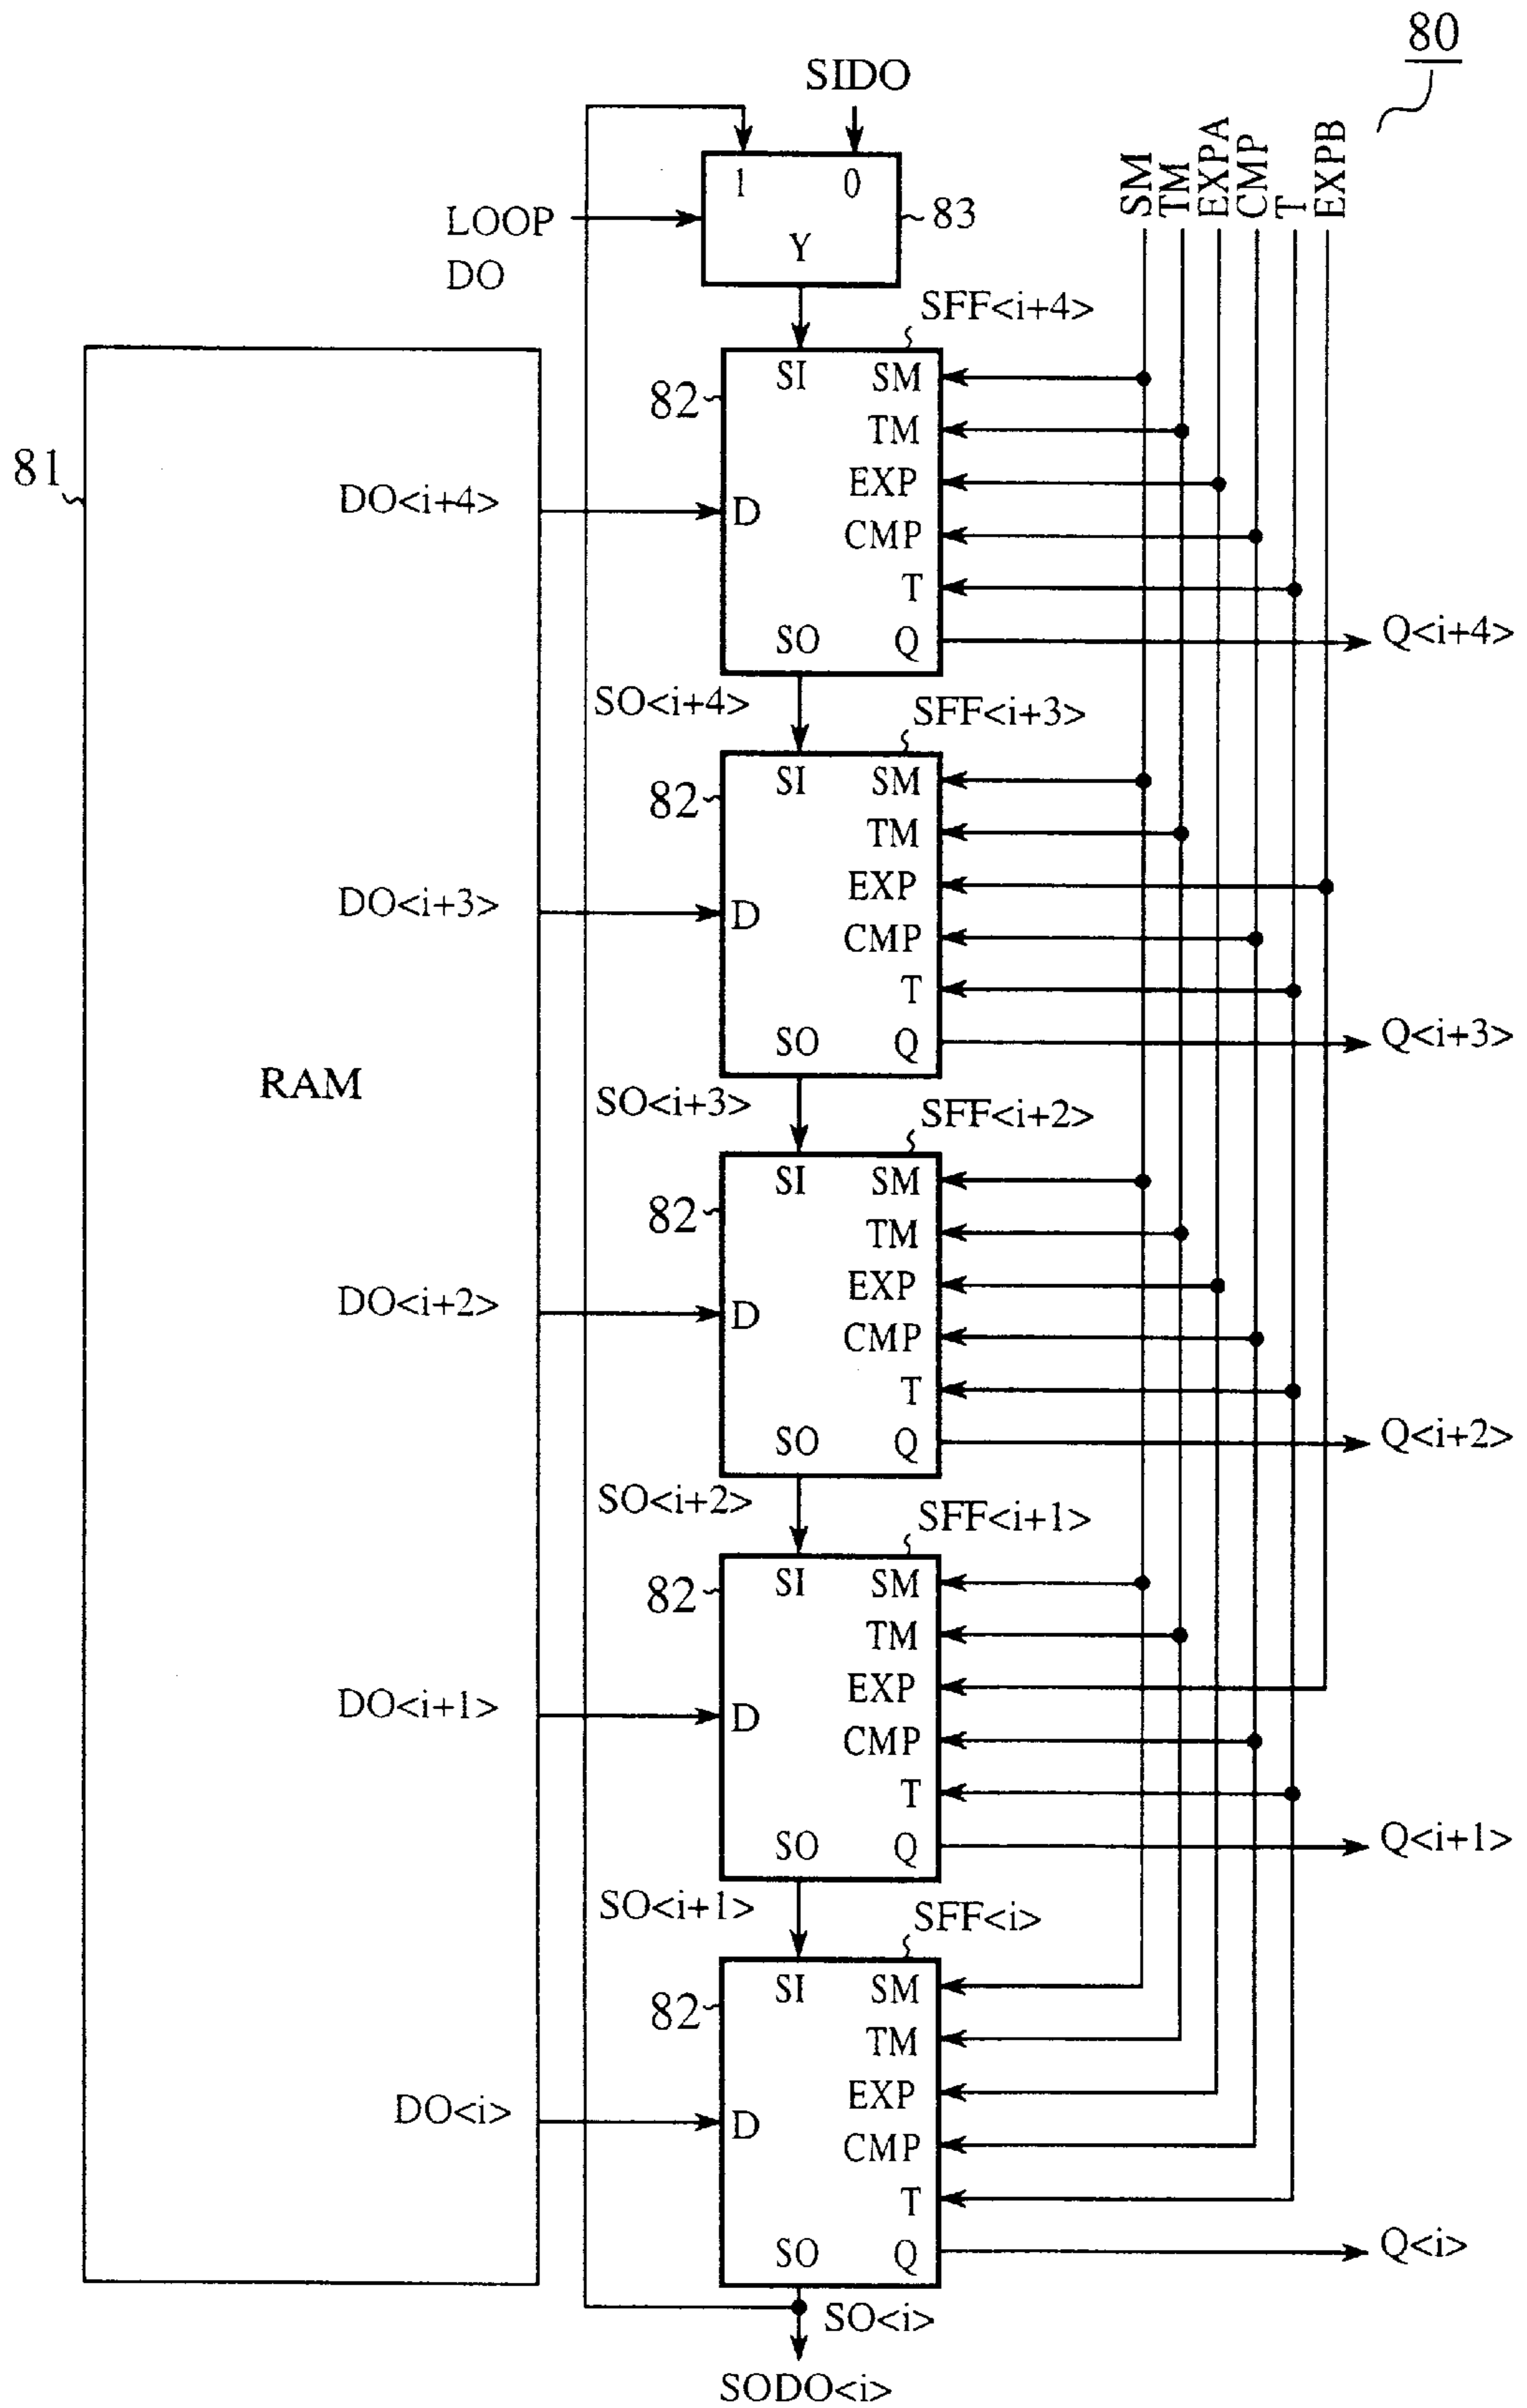 80
SIDO
SM
TM
EXPA
CMP
T
EXPB
1 0
83
LOOP
DO
Y
SFF<i+4>
SI SM
82
TM
81
EXP
DO<i+4>
D
CMP
T
SO Q
Q<i+4>
SO<i+4>
SFF<i+3>
SI SM
82
TM
EXP
DO<i+3>
D
CMP
T
SO Q
Q<i+3>
RAM
SO<i+3>
SFF<i+2>
SI SM
82
TM
EXP
DO<i+2>
D
CMP
T
SO Q
Q<i+2>
SO<i+2>
SFF<i+1>
SI SM
82
TM
EXP
DO<i+1>
D
CMP
T
SO Q
Q<i+1>
SO<i+1>
SFF<i>
SI SM
82
TM
EXP
DO<i>
D
CMP
T
SO Q
Q<i>
SO<i>
SODO<i>